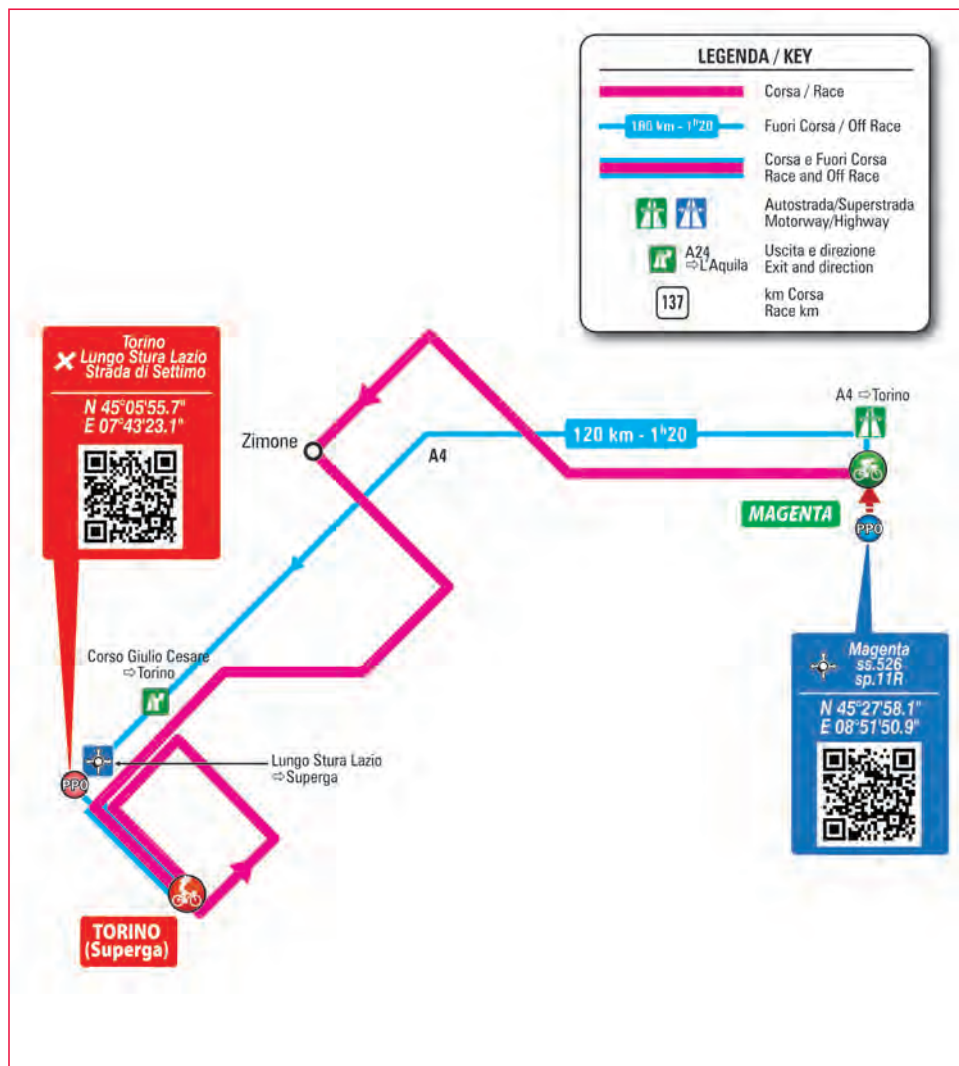 LEGENDA / KEY
Corsa / Race
186 km - 1h20
Fuori Corsa / Off Race
Corsa e Fuori Corsa
Race and Off Race
Autostrada/Superstrada
Motorway/Highway
A24
⇨L'Aquila
Uscita e direzione
Exit and direction
137
km Corsa
Race km
Torino
Lungo Stura Lazio
Strada di Settimo
N 45°05'55.7"
E 07°43'23.1"
A4 ⇨Torino
120 km - 1h20
Zimone
A4
MAGENTA
PPO
Magenta
ss.526
sp.11R
N 45°27'58.1"
E 08°51'50.9"
Corso Giulio Cesare
⇨Torino
Lungo Stura Lazio
⇨Superga
PPO
TORINO
(Superga)